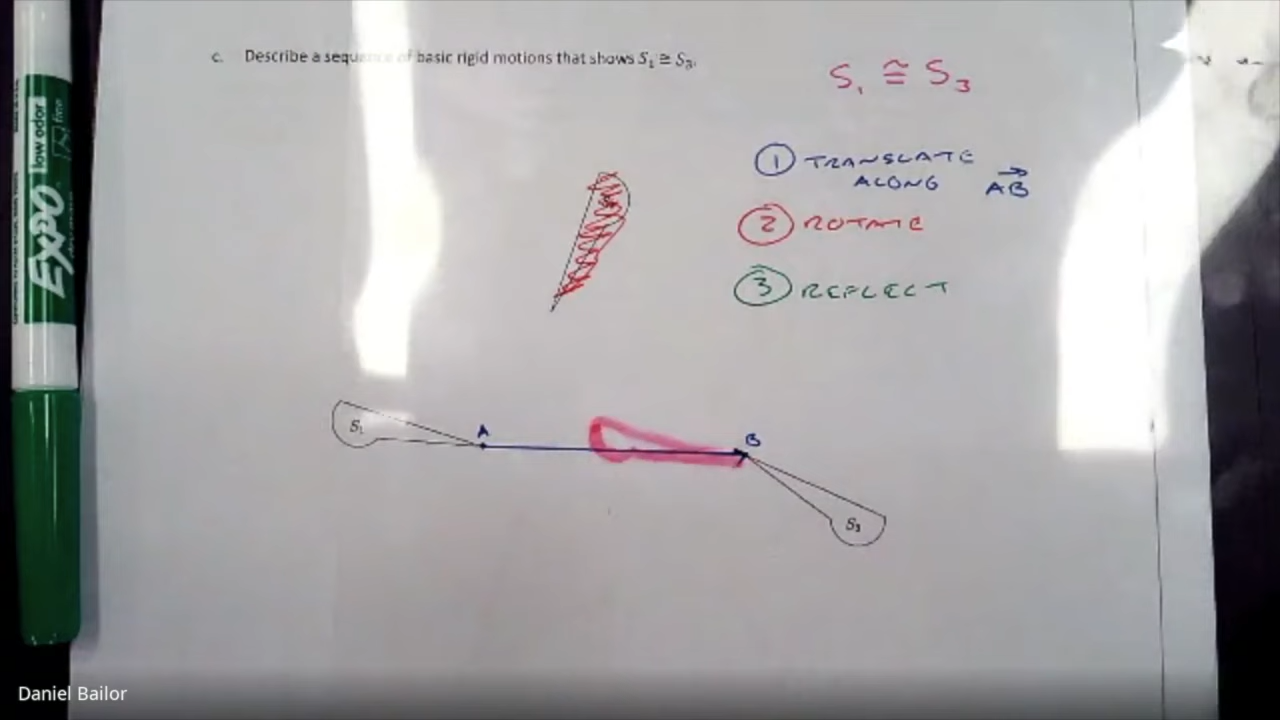 c. Describe a sequence of basic rigid motions that shows S₁ ≅ S₃.
S₁ ≅ S₃
① TRANSLATE
ALONG AB
② ROTATE
③ REFLECT
S₁
A
B
S₃
EXPO
low odor
fine
Daniel Bailor